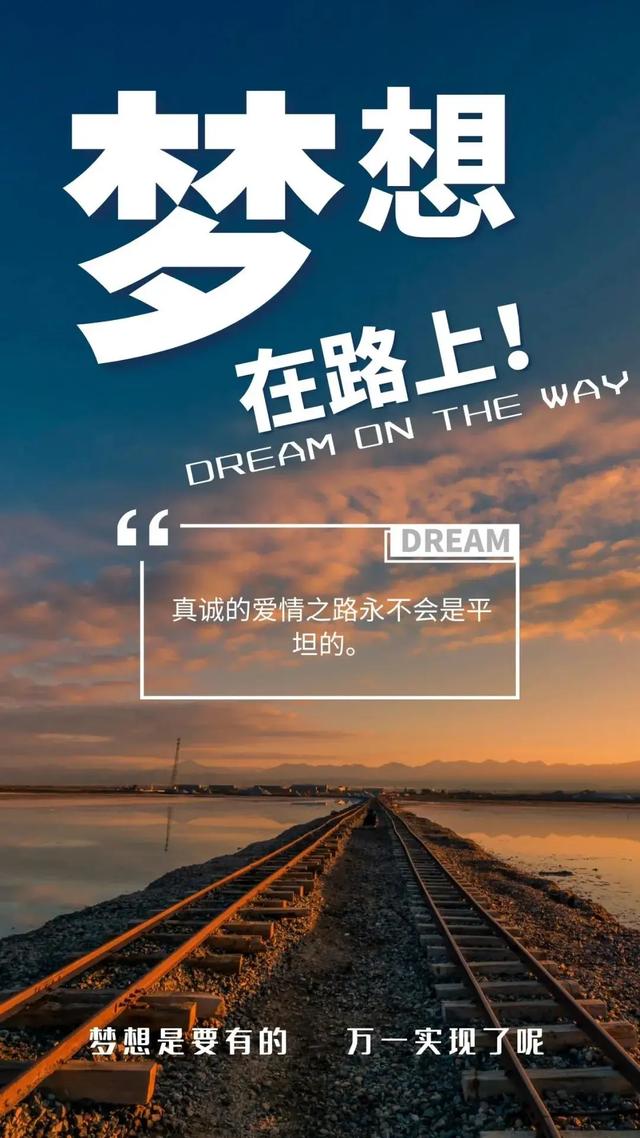 梦想
在路上！
DREAM ON THE WAY
DREAM
真诚的爱情之路永不会是平
坦的。
梦想是要有的 万一实现了呢